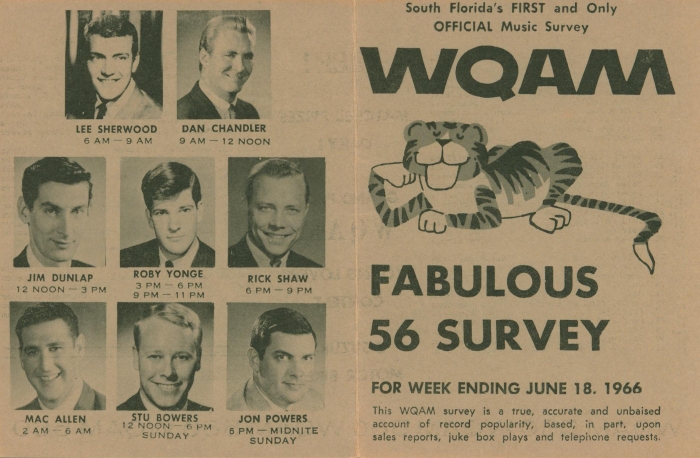 LEE SHERWOOD
6 AM — 9 AM
DAN CHANDLER
9 AM — 12 NOON
JIM DUNLAP
12 NOON — 3 PM
ROBY YONGE
3 PM — 6 PM
9 PM — 11 PM
RICK SHAW
6 PM — 9 PM
MAC ALLEN
2 AM — 6 AM
STU BOWERS
12 NOON — 6 PM
SUNDAY
JON POWERS
6 PM — MIDNITE
SUNDAY
South Florida's FIRST and Only
OFFICIAL Music Survey
WQAM
FABULOUS
56 SURVEY
FOR WEEK ENDING JUNE 18. 1966
This WQAM survey is a true, accurate and unbaised
account of record popularity, based, in part, upon
sales reports, juke box plays and telephone requests.